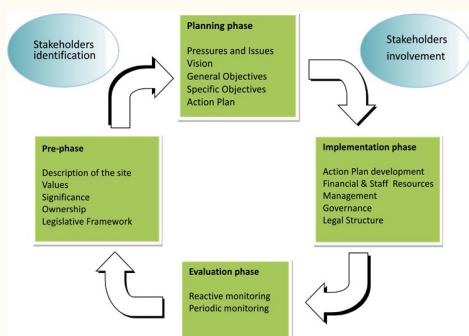 Stakeholders
identification
Planning phase
Pressures and Issues
Vision
General Objectives
Specific Objectives
Action Plan
Stakeholders
involvement
Pre-phase
Description of the site
Values
Significance
Ownership
Legislative Framework
Implementation phase
Action Plan development
Financial & Staff Resources
Management
Governance
Legal Structure
Evaluation phase
Reactive monitoring
Periodic monitoring